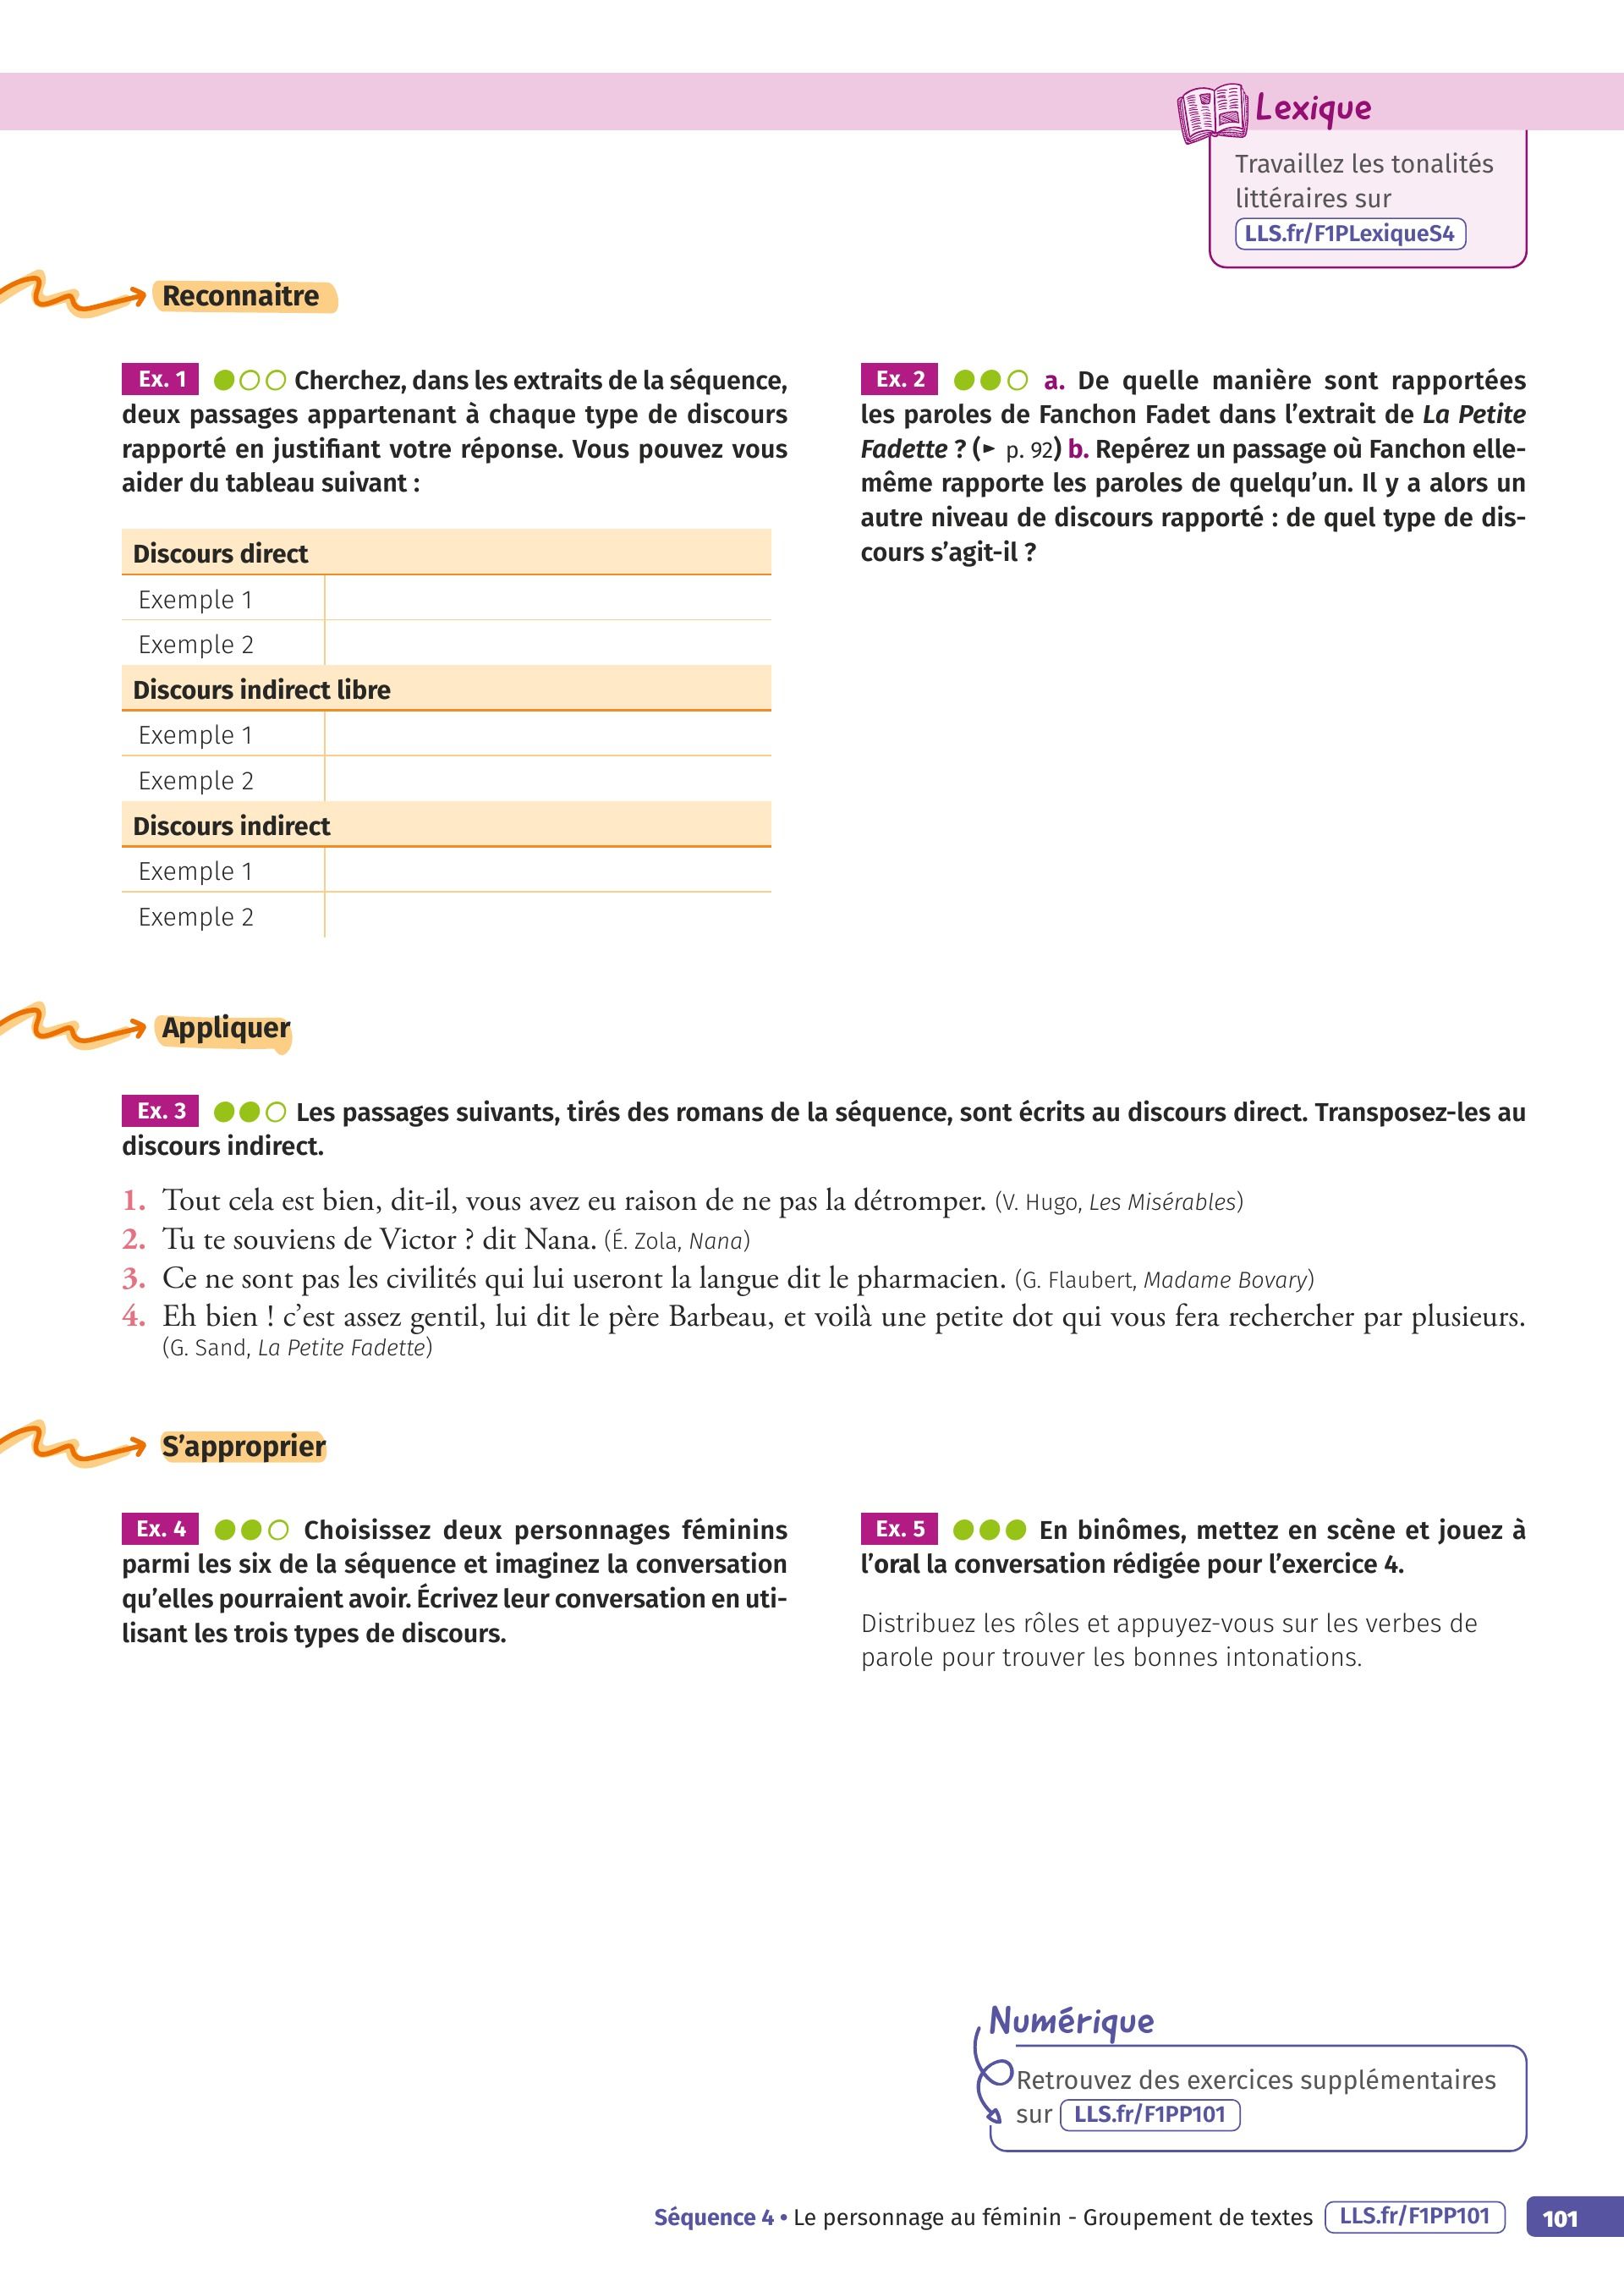 Lexique
Travaillez les tonalités
littéraires sur
LLS.fr/F1PLexiqueS4
Reconnaitre
Ex. 1 Cherchez, dans les extraits de la séquence,
deux passages appartenant à chaque type de discours
rapporté en justifiant votre réponse. Vous pouvez vous
aider du tableau suivant :
Discours direct
Exemple 1
Exemple 2
Discours indirect libre
Exemple 1
Exemple 2
Discours indirect
Exemple 1
Exemple 2
Ex. 2 a. De quelle manière sont rapportées
les paroles de Fanchon Fadet dans l’extrait de La Petite
Fadette ? (► p. 92) b. Repérez un passage où Fanchon elle-
même rapporte les paroles de quelqu’un. Il y a alors un
autre niveau de discours rapporté : de quel type de dis-
cours s’agit-il ?
Appliquer
Ex. 3 Les passages suivants, tirés des romans de la séquence, sont écrits au discours direct. Transposez-les au
discours indirect.
1. Tout cela est bien, dit-il, vous avez eu raison de ne pas la détromper. (V. Hugo, Les Misérables)
2. Tu te souviens de Victor ? dit Nana. (É. Zola, Nana)
3. Ce ne sont pas les civilités qui lui useront la langue dit le pharmacien. (G. Flaubert, Madame Bovary)
4. Eh bien ! c’est assez gentil, lui dit le père Barbeau, et voilà une petite dot qui vous fera rechercher par plusieurs.
(G. Sand, La Petite Fadette)
S’approprier
Ex. 4 Choisissez deux personnages féminins
parmi les six de la séquence et imaginez la conversation
qu’elles pourraient avoir. Écrivez leur conversation en uti-
lisant les trois types de discours.
Ex. 5 En binômes, mettez en scène et jouez à
l’oral la conversation rédigée pour l’exercice 4.
Distribuez les rôles et appuyez-vous sur les verbes de
parole pour trouver les bonnes intonations.
Numérique
Retrouvez des exercices supplémentaires
sur LLS.fr/F1PP101
Séquence 4 • Le personnage au féminin - Groupement de textes LLS.fr/F1PP101 101